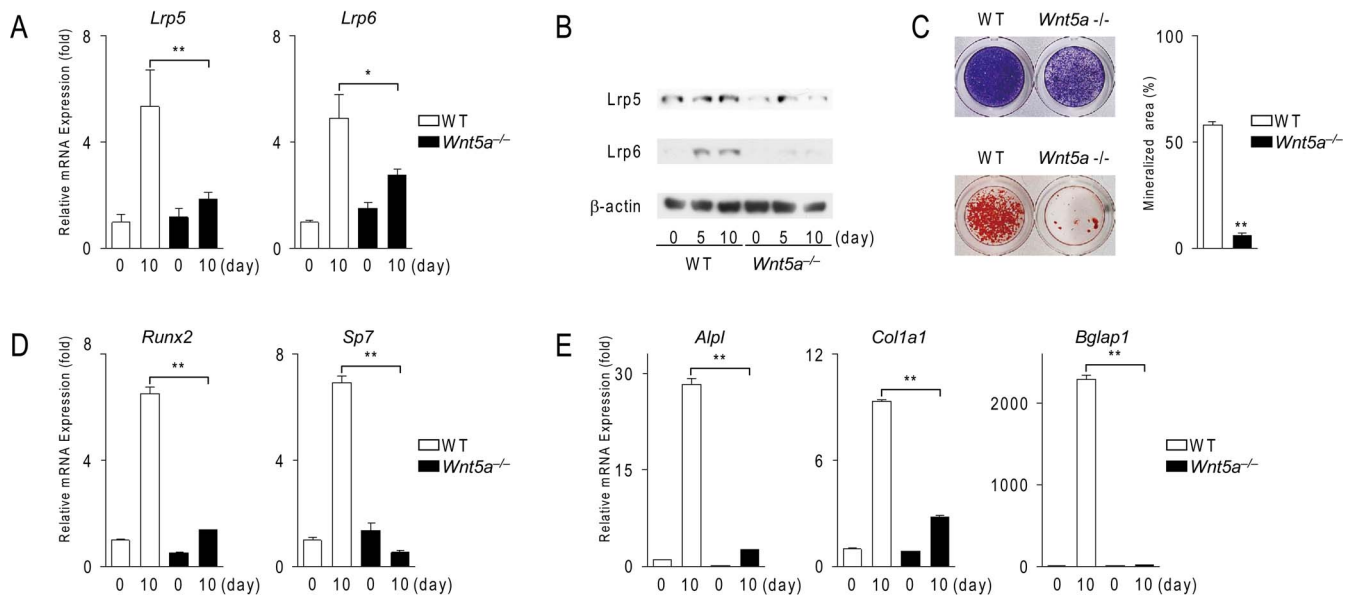 A
Lrp5
Lrp6
Relative mRNA Expression (fold)
8
4
0
**
0 10 0 10 (day)
8
4
0
*
0 10 0 10 (day)
WT
Wnt5a–/–
B
Lrp5
Lrp6
β-actin
0 5 10 0 5 10 (day)
WT Wnt5a–/–
C
WT Wnt5a -/-
WT Wnt5a -/-
Mineralized area (%)
100
50
0
**
WT
Wnt5a–/–
D
Runx2
Sp7
Relative mRNA Expression (fold)
8
4
0
**
0 10 0 10 (day)
8
4
0
**
0 10 0 10 (day)
WT
Wnt5a–/–
E
Alpl
Col1a1
Bglap1
Relative mRNA Expression (fold)
30
15
0
**
0 10 0 10 (day)
12
6
0
**
0 10 0 10 (day)
2000
1000
0
**
0 10 0 10 (day)
WT
Wnt5a–/–